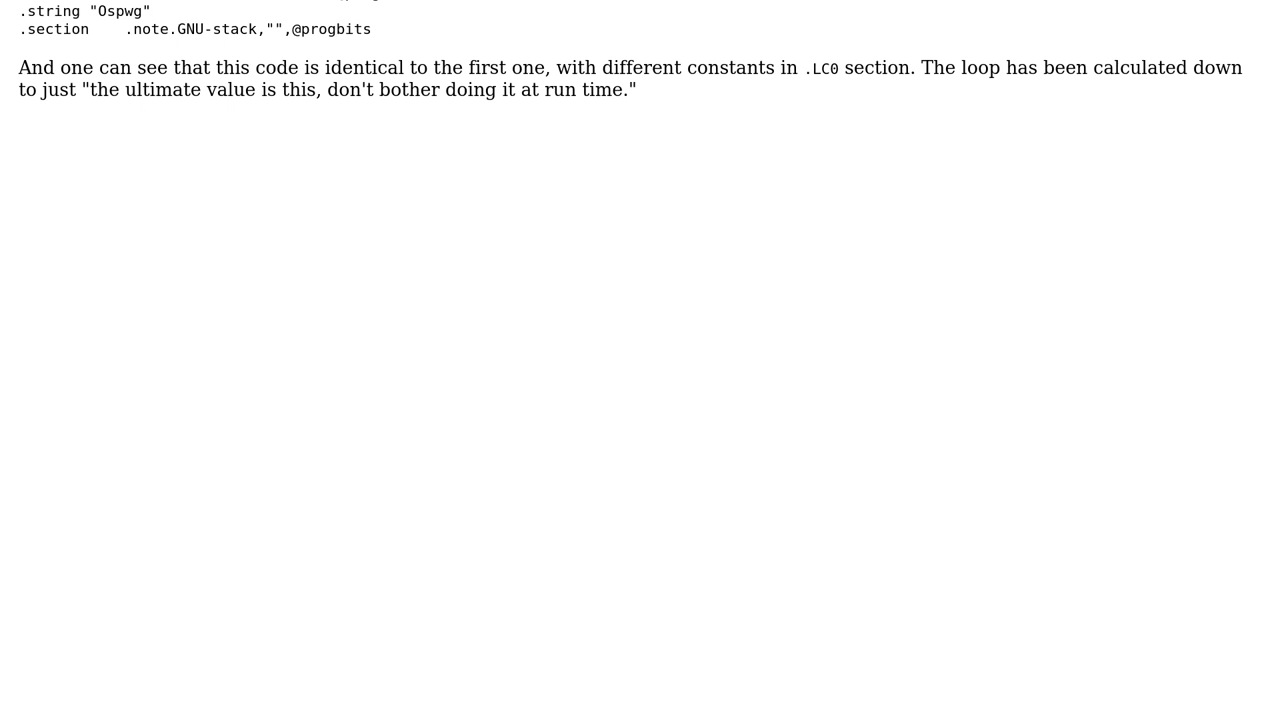 .string "Ospwg"
.section    .note.GNU-stack,"",@progbits
And one can see that this code is identical to the first one, with different constants in .LC0 section. The loop has been calculated down
to just "the ultimate value is this, don't bother doing it at run time."